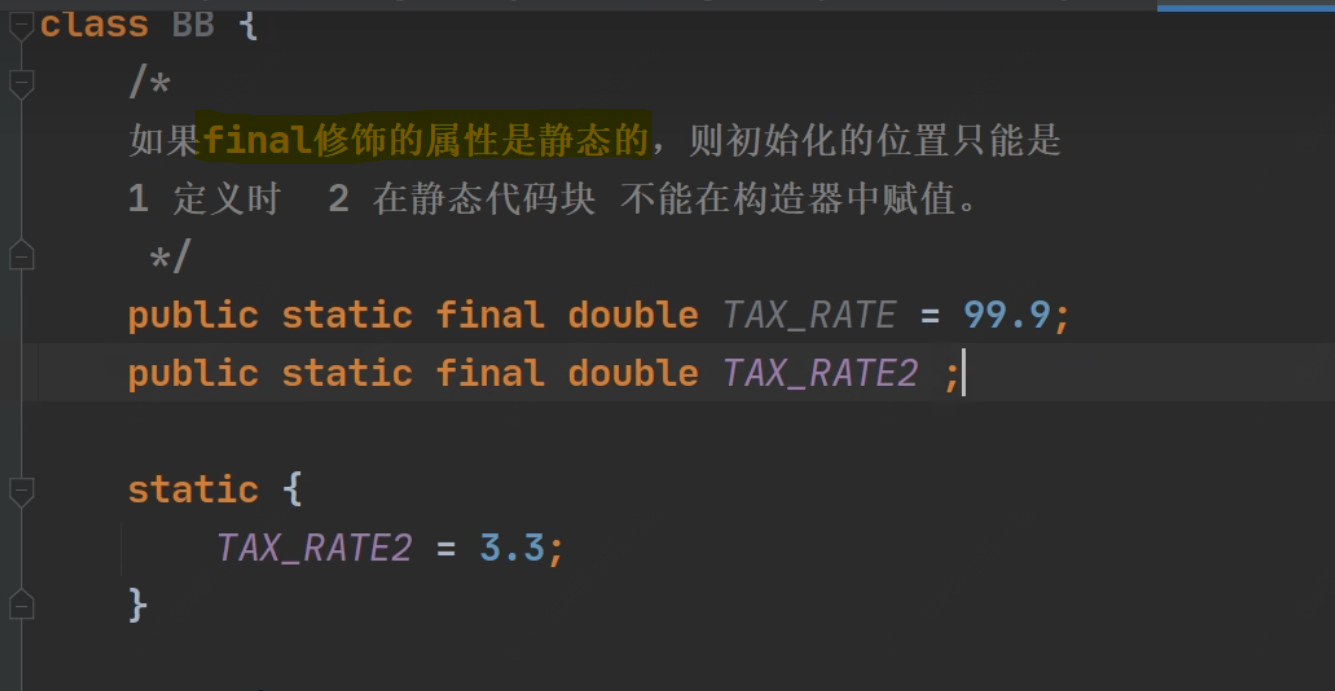 class BB {
/*
如果final修饰的属性是静态的，则初始化的位置只能是
1 定义时 2 在静态代码块 不能在构造器中赋值。
*/
public static final double TAX_RATE = 99.9;
public static final double TAX_RATE2 ;
static {
TAX_RATE2 = 3.3;
}